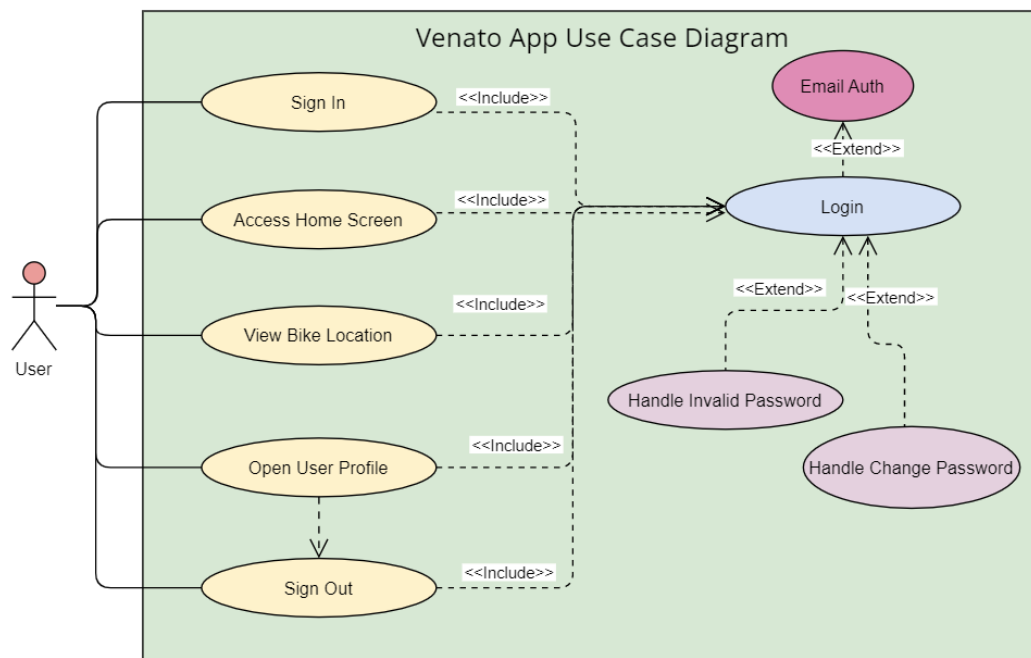 Venato App Use Case Diagram
Sign In
<<Include>>
Email Auth
<<Extend>>
Access Home Screen
<<Include>>
Login
<<Extend>>
<<Extend>>
View Bike Location
<<Include>>
User
Handle Invalid Password
<<Include>>
Open User Profile
Handle Change Password
Sign Out
<<Include>>